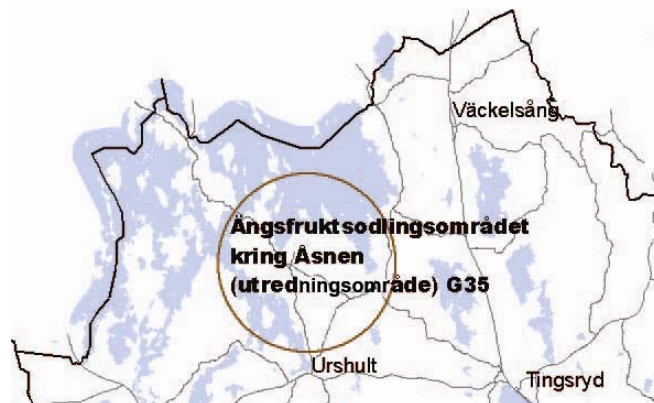 Väckelsång
Ängsfruktsodlingsområdet
kring Åsnen
(utredningsområde) G35
Urshult
Tingsryd